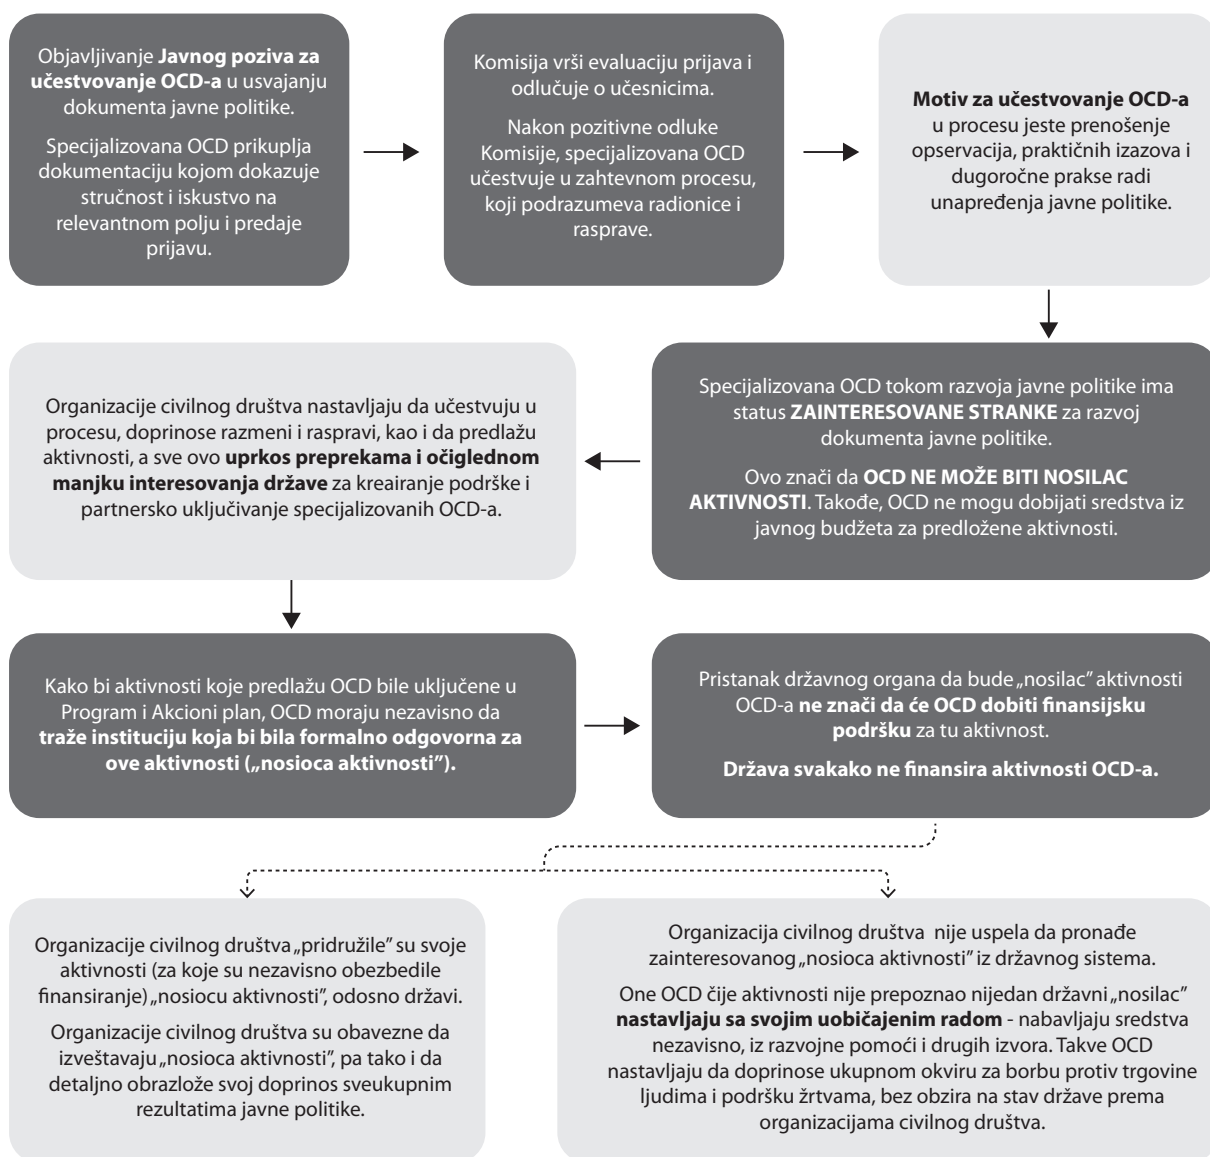 Objavljivanje Javnog poziva za
učestvovanje OCD-a u usvajanju
dokumenta javne politike.
Specijalizovana OCD prikuplja
dokumentaciju kojom dokazuje
stručnost i iskustvo na
relevantnom polju i predaje
prijavu.
Komisija vrši evaluaciju prijava i
odlučuje o učesnicima.
Nakon pozitivne odluke
Komisije, specijalizovana OCD
učestvuje u zahtevnom procesu,
koji podrazumeva radionice i
rasprave.
Motiv za učestvovanje OCD-a
u procesu jeste prenošenje
opservacija, praktičnih izazova i
dugoročne prakse radi
unapređenja javne politike.
Specijalizovana OCD tokom razvoja javne politike ima
status ZAINTERESOVANE STRANKE za razvoj
dokumenta javne politike.
Ovo znači da OCD NE MOŽE BITI NOSILAC
AKTIVNOSTI. Takođe, OCD ne mogu dobijati sredstva iz
javnog budžeta za predložene aktivnosti.
Organizacije civilnog društva nastavljaju da učestvuju u
procesu, doprinose razmeni i raspravi, kao i da predlažu
aktivnosti, a sve ovo uprkos preprekama i očiglednom
manjku interesovanja države za kreairanje podrške i
partnersko uključivanje specijalizovanih OCD-a.
Kako bi aktivnosti koje predlažu OCD bile uključene u
Program i Akcioni plan, OCD moraju nezavisno da
traže instituciju koja bi bila formalno odgovorna za
ove aktivnosti („nosioca aktivnosti”).
Pristanak državnog organa da bude „nosilac” aktivnosti
OCD-a ne znači da će OCD dobiti finansijsku
podršku za tu aktivnost.
Država svakako ne finansira aktivnosti OCD-a.
Organizacije civilnog društva „pridružile” su svoje
aktivnosti (za koje su nezavisno obezbedile
finansiranje) „nosiocu aktivnosti”, odosno državi.
Organizacije civilnog društva su obavezne da
izveštavaju „nosioca aktivnosti”, pa tako i da
detaljno obrazlože svoj doprinos sveukupnim
rezultatima javne politike.
Organizacija civilnog društva nije uspela da pronađe
zainteresovanog „nosioca aktivnosti” iz državnog sistema.
One OCD čije aktivnosti nije prepoznao nijedan državni „nosilac”
nastavljaju sa svojim uobičajenim radom - nabavljaju sredstva
nezavisno, iz razvojne pomoći i drugih izvora. Takve OCD
nastavljaju da doprinose ukupnom okviru za borbu protiv trgovine
ljudima i podršku žrtvama, bez obzira na stav države prema
organizacijama civilnog društva.